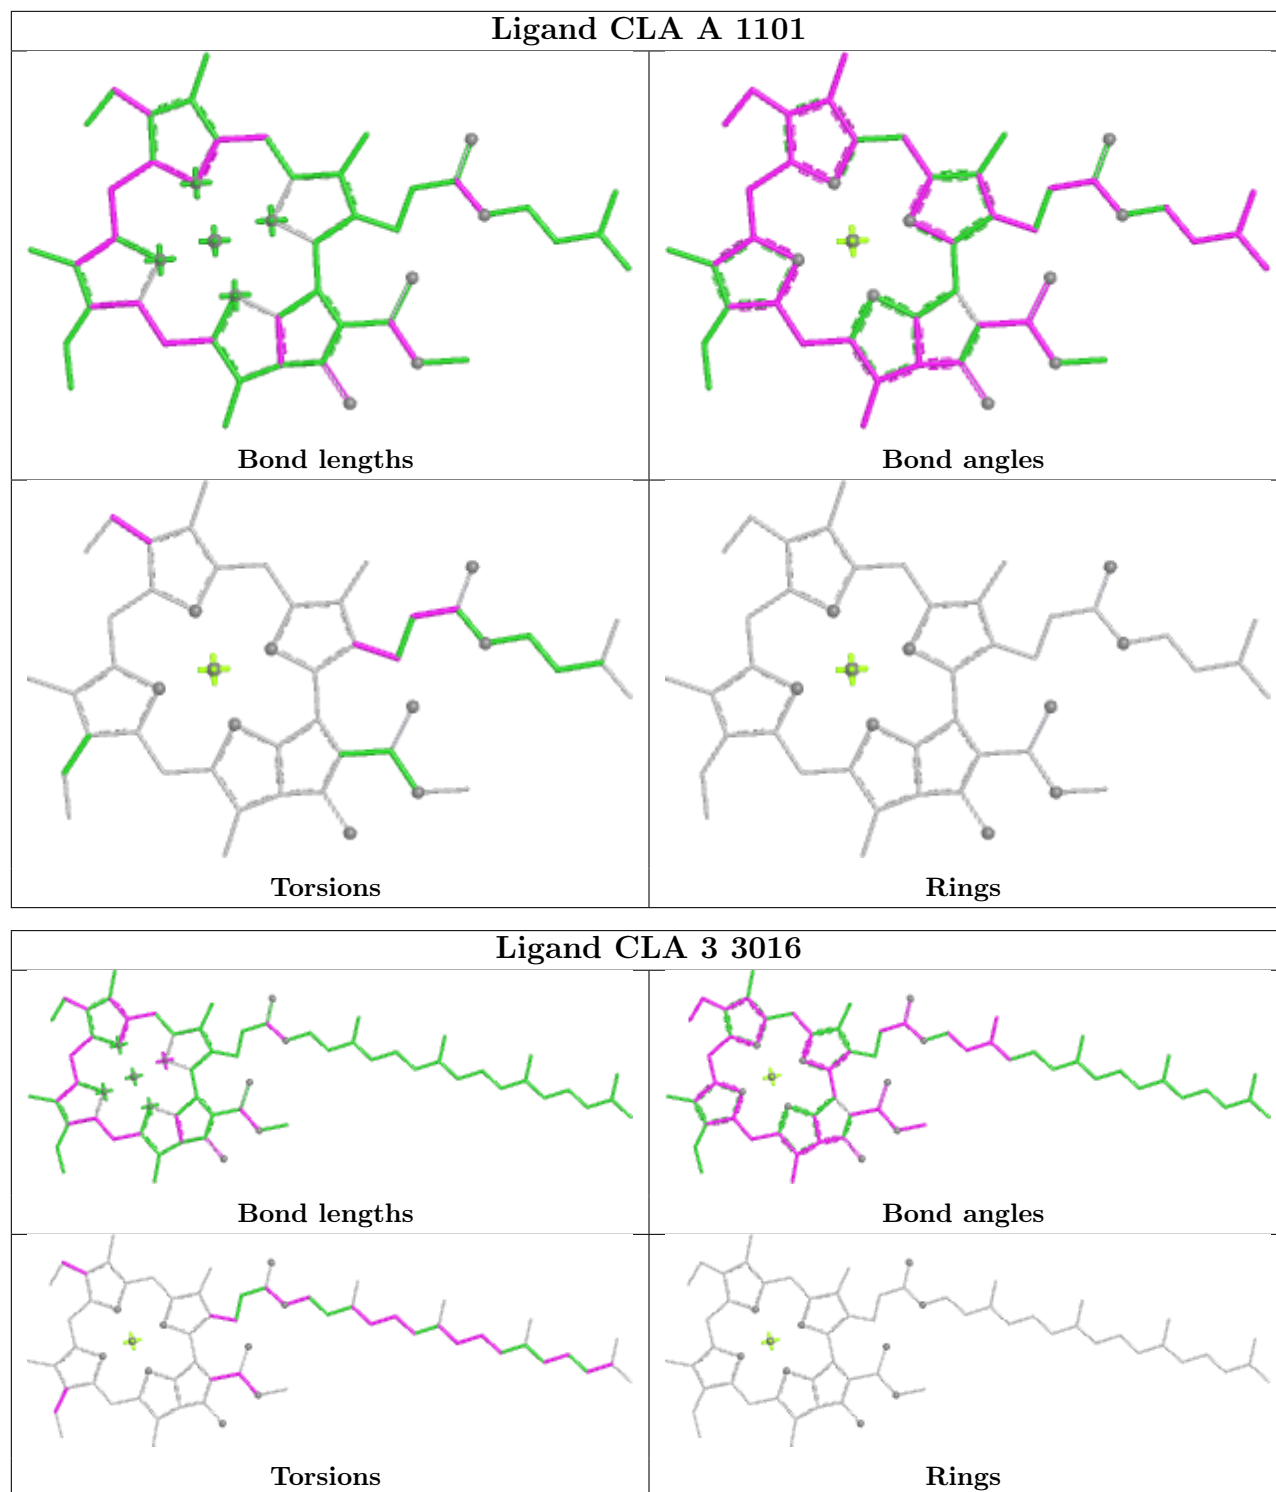 Ligand CLA A 1101
Bond lengths
Bond angles
Torsions
Rings
Ligand CLA 3 3016
Bond lengths
Bond angles
Torsions
Rings